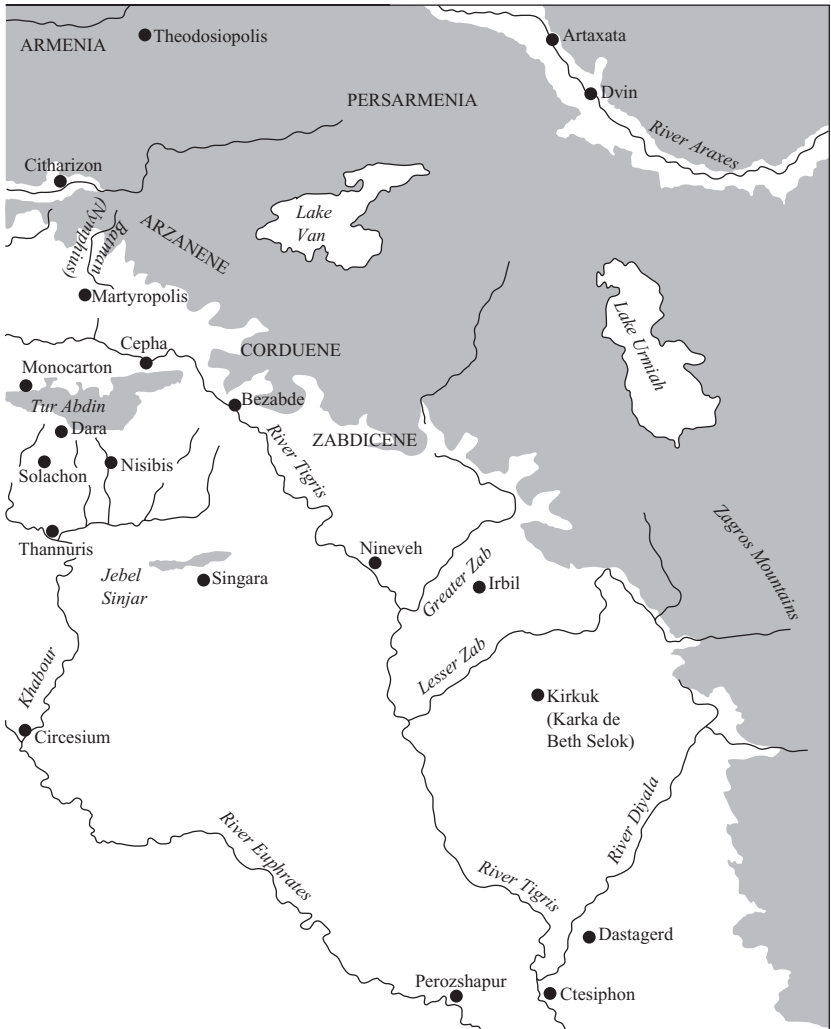 ARMENIA
Theodosiopolis
Artaxata
Dvin
PERSARMENIA
River Araxes
Citharizon
Lake
Van
(Nymphius)
Batman
ARZANENE
Martyropolis
Lake Urmiah
Cepha
CORDUENE
Monocarton
Tur Abdin
Bezabde
Dara
ZABDICENE
River Tigris
Solachon
Nisibis
Zagros Mountains
Thannuris
Nineveh
Jebel
Sinjar
Singara
Greater Zab
Irbil
Lesser Zab
Khabour
Kirkuk
(Karka de
Beth Selok)
Circesium
River Diyala
River Euphrates
River Tigris
Dastagerd
Perozshapur
Ctesiphon